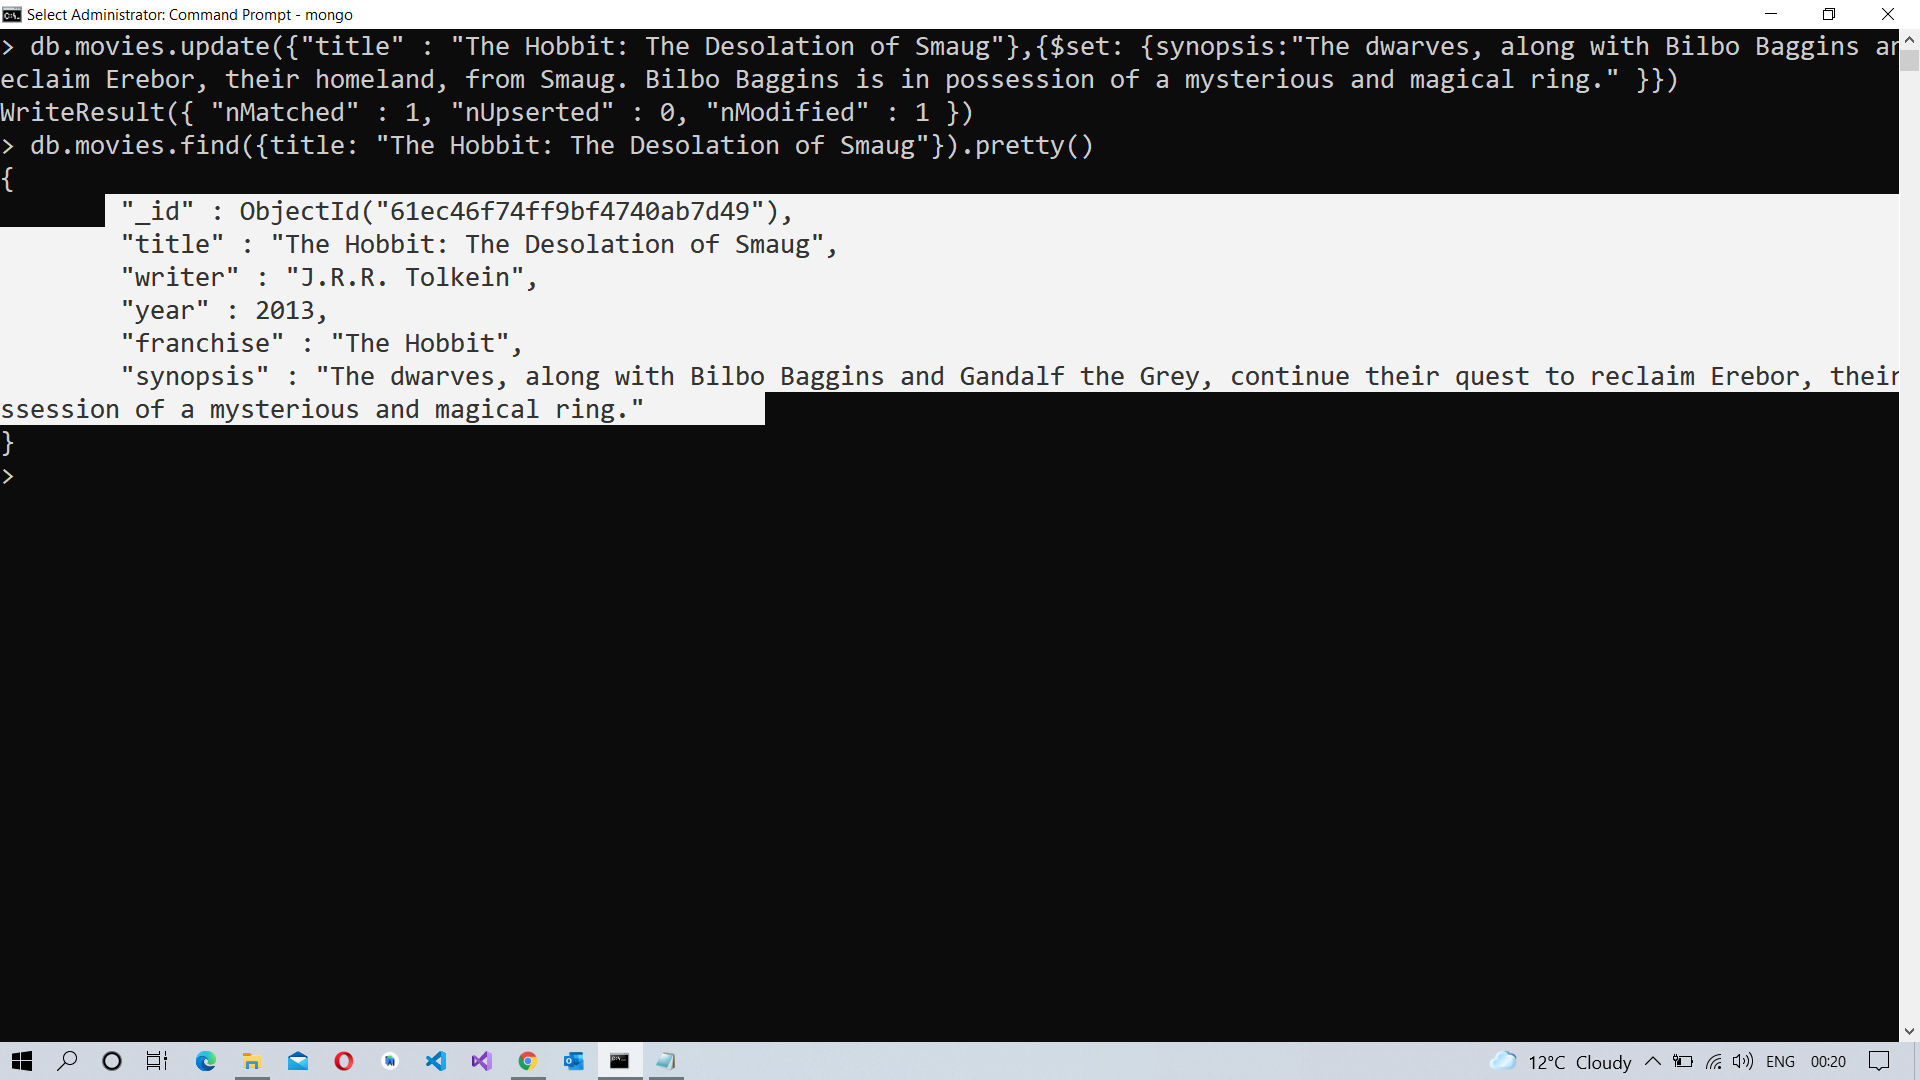 Select Administrator: Command Prompt - mongo
> db.movies.update({"title" : "The Hobbit: The Desolation of Smaug"},{$set: {synopsis:"The dwarves, along with Bilbo Baggins an
eclaim Erebor, their homeland, from Smaug. Bilbo Baggins is in possession of a mysterious and magical ring." }})
WriteResult({ "nMatched" : 1, "nUpserted" : 0, "nModified" : 1 })
> db.movies.find({title: "The Hobbit: The Desolation of Smaug"}).pretty()
{
"_id" : ObjectId("61ec46f74ff9bf4740ab7d49"),
"title" : "The Hobbit: The Desolation of Smaug",
"writer" : "J.R.R. Tolkein",
"year" : 2013,
"franchise" : "The Hobbit",
"synopsis" : "The dwarves, along with Bilbo Baggins and Gandalf the Grey, continue their quest to reclaim Erebor, their
ssession of a mysterious and magical ring."
}
>
12°C Cloudy ENG 00:20